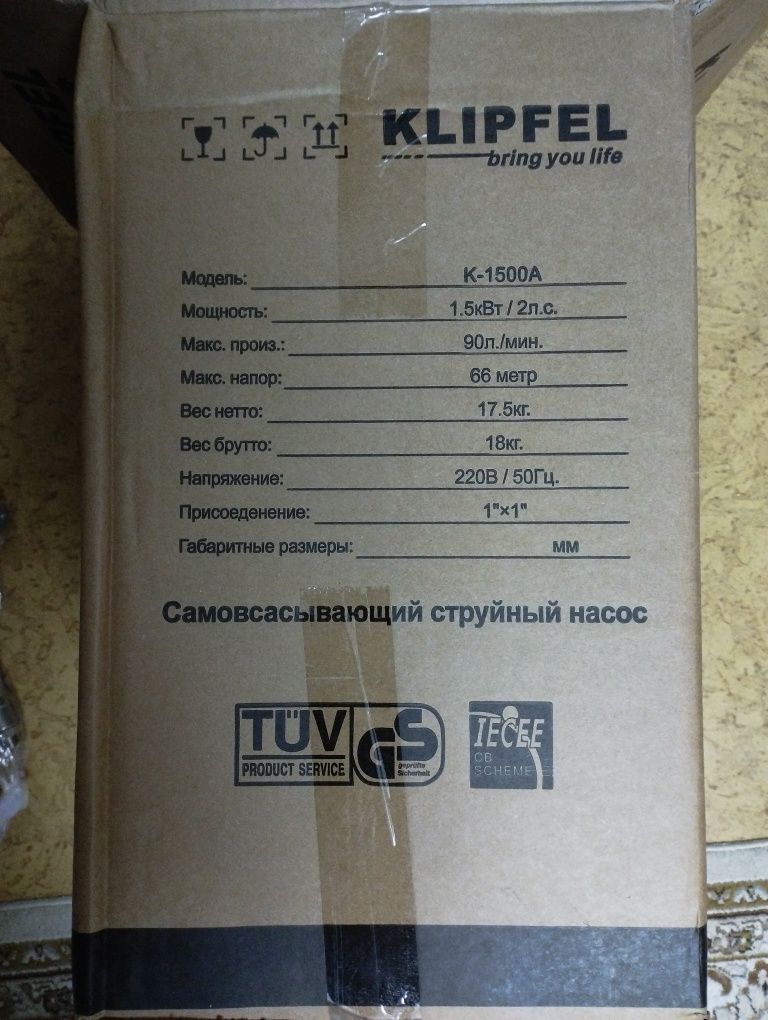 KLIPFEL
bring you life
Модель: K-1500A
Мощность: 1.5кВт / 2л.с.
Макс. произ.: 90л./мин.
Макс. напор: 66 метр
Вес нетто: 17.5кг.
Вес брутто: 18кг.
Напряжение: 220В / 50Гц.
Присоеденение: 1"×1"
Габаритные размеры: мм
Самовсасывающий струйный насос
TÜV
PRODUCT SERVICE
GS
geprüfte
Sicherheit
IECEE
CB
SCHEME